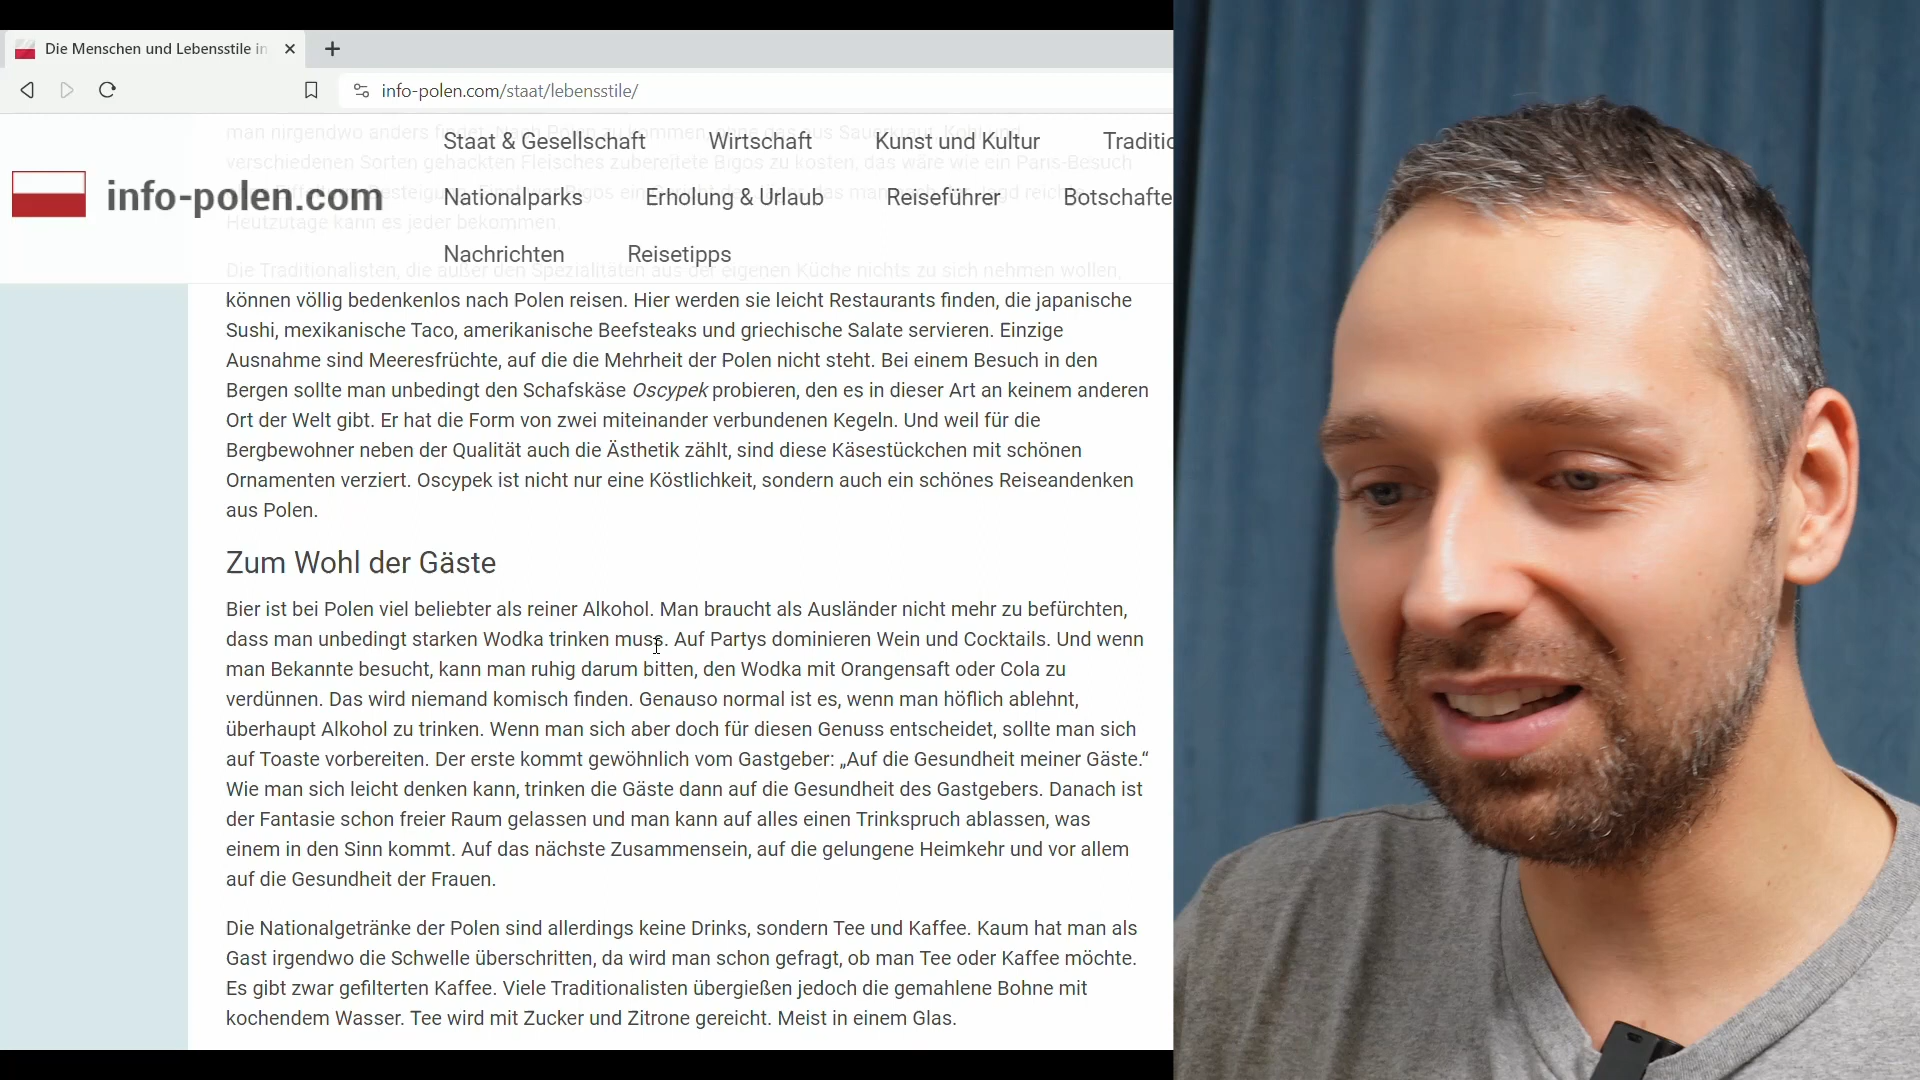 Die Menschen und Lebensstile in
info-polen.com/staat/lebensstile/
Staat & Gesellschaft Wirtschaft Kunst und Kultur Traditio
info-polen.com
Nationalparks Erholung & Urlaub Reiseführer Botschafte
Nachrichten Reisetipps
verschiedenen Sorten gehackten Fleisches zubereitete Bigos zu kosten, das wäre wie ein Paris-Besuch
Heutzutage kann es jeder bekommen.
Die Traditionalisten, die außer den Spezialitäten aus der eigenen Küche nichts zu sich nehmen wollen,
können völlig bedenkenlos nach Polen reisen. Hier werden sie leicht Restaurants finden, die japanische
Sushi, mexikanische Taco, amerikanische Beefsteaks und griechische Salate servieren. Einzige
Ausnahme sind Meeresfrüchte, auf die die Mehrheit der Polen nicht steht. Bei einem Besuch in den
Bergen sollte man unbedingt den Schafskäse Oscypek probieren, den es in dieser Art an keinem anderen
Ort der Welt gibt. Er hat die Form von zwei miteinander verbundenen Kegeln. Und weil für die
Bergbewohner neben der Qualität auch die Ästhetik zählt, sind diese Käsestückchen mit schönen
Ornamenten verziert. Oscypek ist nicht nur eine Köstlichkeit, sondern auch ein schönes Reiseandenken
aus Polen.
Zum Wohl der Gäste
Bier ist bei Polen viel beliebter als reiner Alkohol. Man braucht als Ausländer nicht mehr zu befürchten,
dass man unbedingt starken Wodka trinken muss. Auf Partys dominieren Wein und Cocktails. Und wenn
man Bekannte besucht, kann man ruhig darum bitten, den Wodka mit Orangensaft oder Cola zu
verdünnen. Das wird niemand komisch finden. Genauso normal ist es, wenn man höflich ablehnt,
überhaupt Alkohol zu trinken. Wenn man sich aber doch für diesen Genuss entscheidet, sollte man sich
auf Toaste vorbereiten. Der erste kommt gewöhnlich vom Gastgeber: „Auf die Gesundheit meiner Gäste.“
Wie man sich leicht denken kann, trinken die Gäste dann auf die Gesundheit des Gastgebers. Danach ist
der Fantasie schon freier Raum gelassen und man kann auf alles einen Trinkspruch ablassen, was
einem in den Sinn kommt. Auf das nächste Zusammensein, auf die gelungene Heimkehr und vor allem
auf die Gesundheit der Frauen.
Die Nationalgetränke der Polen sind allerdings keine Drinks, sondern Tee und Kaffee. Kaum hat man als
Gast irgendwo die Schwelle überschritten, da wird man schon gefragt, ob man Tee oder Kaffee möchte.
Es gibt zwar gefilterten Kaffee. Viele Traditionalisten übergießen jedoch die gemahlene Bohne mit
kochendem Wasser. Tee wird mit Zucker und Zitrone gereicht. Meist in einem Glas.